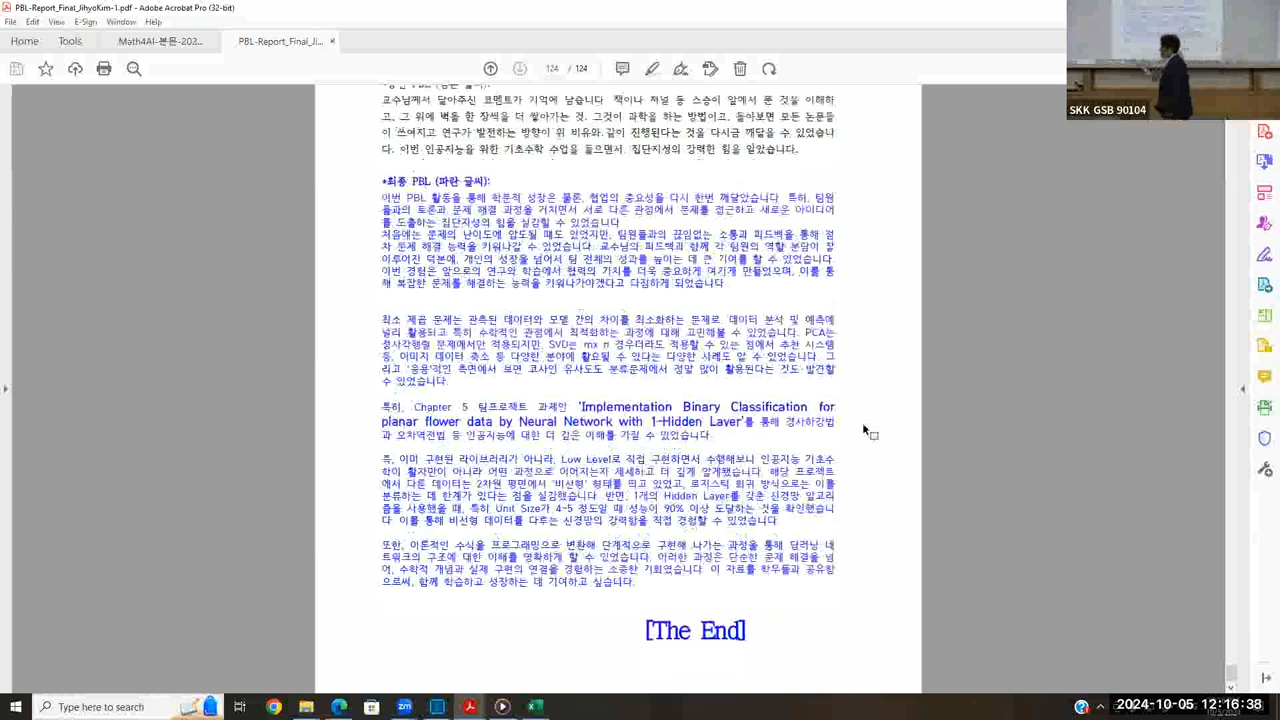 PBL-Report_Final_JihyoKim-1.pdf - Adobe Acrobat Pro (32-bit)
File Edit View E-Sign Window Help
Home Tools Math4AI-본문-202... PBL-Report_Final_Ji... ×
124 / 124
SKK GSB 90104
교수님께서 달아주신 코멘트가 기억에 남습니다. 책이나 저널 등 스승이 앞에서 푼 것을 이해하
고, 그 위에 벽돌 한 장씩을 더 쌓아가는 것. 그것이 과학을 하는 방법이고, 돌아보면 모든 논문들
이 쓰여지고 연구가 발전하는 방향이 위 비유와 같이 진행된다는 것을 다시금 깨달을 수 있었습니
다. 이번 인공지능을 위한 기초수학 수업을 들으면서, 집단지성의 강력한 힘을 얻었습니다.
*최종 PBL (파란 글씨):
이번 PBL 활동을 통해 학문적 성장은 물론, 협업의 중요성을 다시 한번 깨달았습니다. 특히, 팀원
들과의 토론과 문제 해결 과정을 거치면서 서로 다른 관점에서 문제를 접근하고 새로운 아이디어
를 도출하는 집단지성의 힘을 실감할 수 있었습니다.
처음에는 문제의 난이도에 압도될 때도 있었지만, 팀원들과의 끊임없는 소통과 피드백을 통해 점
차 문제 해결 능력을 키워나갈 수 있었습니다. 교수님의 피드백과 함께 각 팀원의 역할 분담이 잘
이루어진 덕분에, 개인의 성장을 넘어서 팀 전체의 성과를 높이는 데 큰 기여를 할 수 있었습니다.
이번 경험은 앞으로의 연구와 학습에서 협력의 가치를 더욱 중요하게 여기게 만들었으며, 이를 통
해 복잡한 문제를 해결하는 능력을 키워나가야겠다고 다짐하게 되었습니다.
최소 제곱 문제는 관측된 데이터와 모델 간의 차이를 최소화하는 문제로, 데이터 분석 및 예측에
널리 활용되고 특히 수학적인 관점에서 최적화하는 과정에 대해 고민해볼 수 있었습니다. PCA는
정사각행렬 문제에서만 적용되지만, SVD는 mx n 경우더라도 적용할 수 있는 점에서 추천 시스템
등, 이미지 데이터 축소 등 다양한 분야에 활요될 수 있다는 다양한 사례도 알 수 있었습니다. 그
리고 '응용'적인 측면에서 보면 코사인 유사도도 분류문제에서 정말 많이 활용된다는 것도 발견할
수 있었습니다.
특히, Chapter 5 팀프로젝트 과제인 'Implementation Binary Classification for
planar flower data by Neural Network with 1-Hidden Layer'를 통해 경사하강법
과 오차역전법 등 인공지능에 대한 더 깊은 이해를 가질 수 있었습니다.
즉, 이미 구현된 라이브러리가 아니라, Low Level로 직접 구현하면서 수행해보니 인공지능 기초수
학이 활자만이 아니라 어떤 과정으로 이어지는지 자세하고 더 깊게 알게됐습니다. 해당 프로젝트
에서 다룬 데이터는 2차원 평면에서 '비선형' 형태를 띄고 있었고, 로지스틱 회귀 방식으로는 이를
분류하는 데 한계가 있다는 점을 실감했습니다. 반면, 1개의 Hidden Layer를 갖춘 신경망 알고리
즘을 사용했을 때, 특히 Unit Size가 4~5 정도일 때 성능이 90% 이상 도달하는 것을 확인했습니
다. 이를 통해 비선형 데이터를 다루는 신경망의 강력함을 직접 경험할 수 있었습니다.
또한, 이론적인 수식을 프로그래밍으로 변환해 단계적으로 구현해 나가는 과정을 통해 딥러닝 네
트워크의 구조에 대한 이해를 명확하게 할 수 있었습니다. 이러한 과정은 단순한 문제 해결을 넘
어, 수학적 개념과 실제 구현의 연결을 경험하는 소중한 기회였습니다. 이 자료를 학우들과 공유함
으로써, 함께 학습하고 성장하는 데 기여하고 싶습니다.
[The End]
Type here to search
zm
2024-10-05 12:16:38